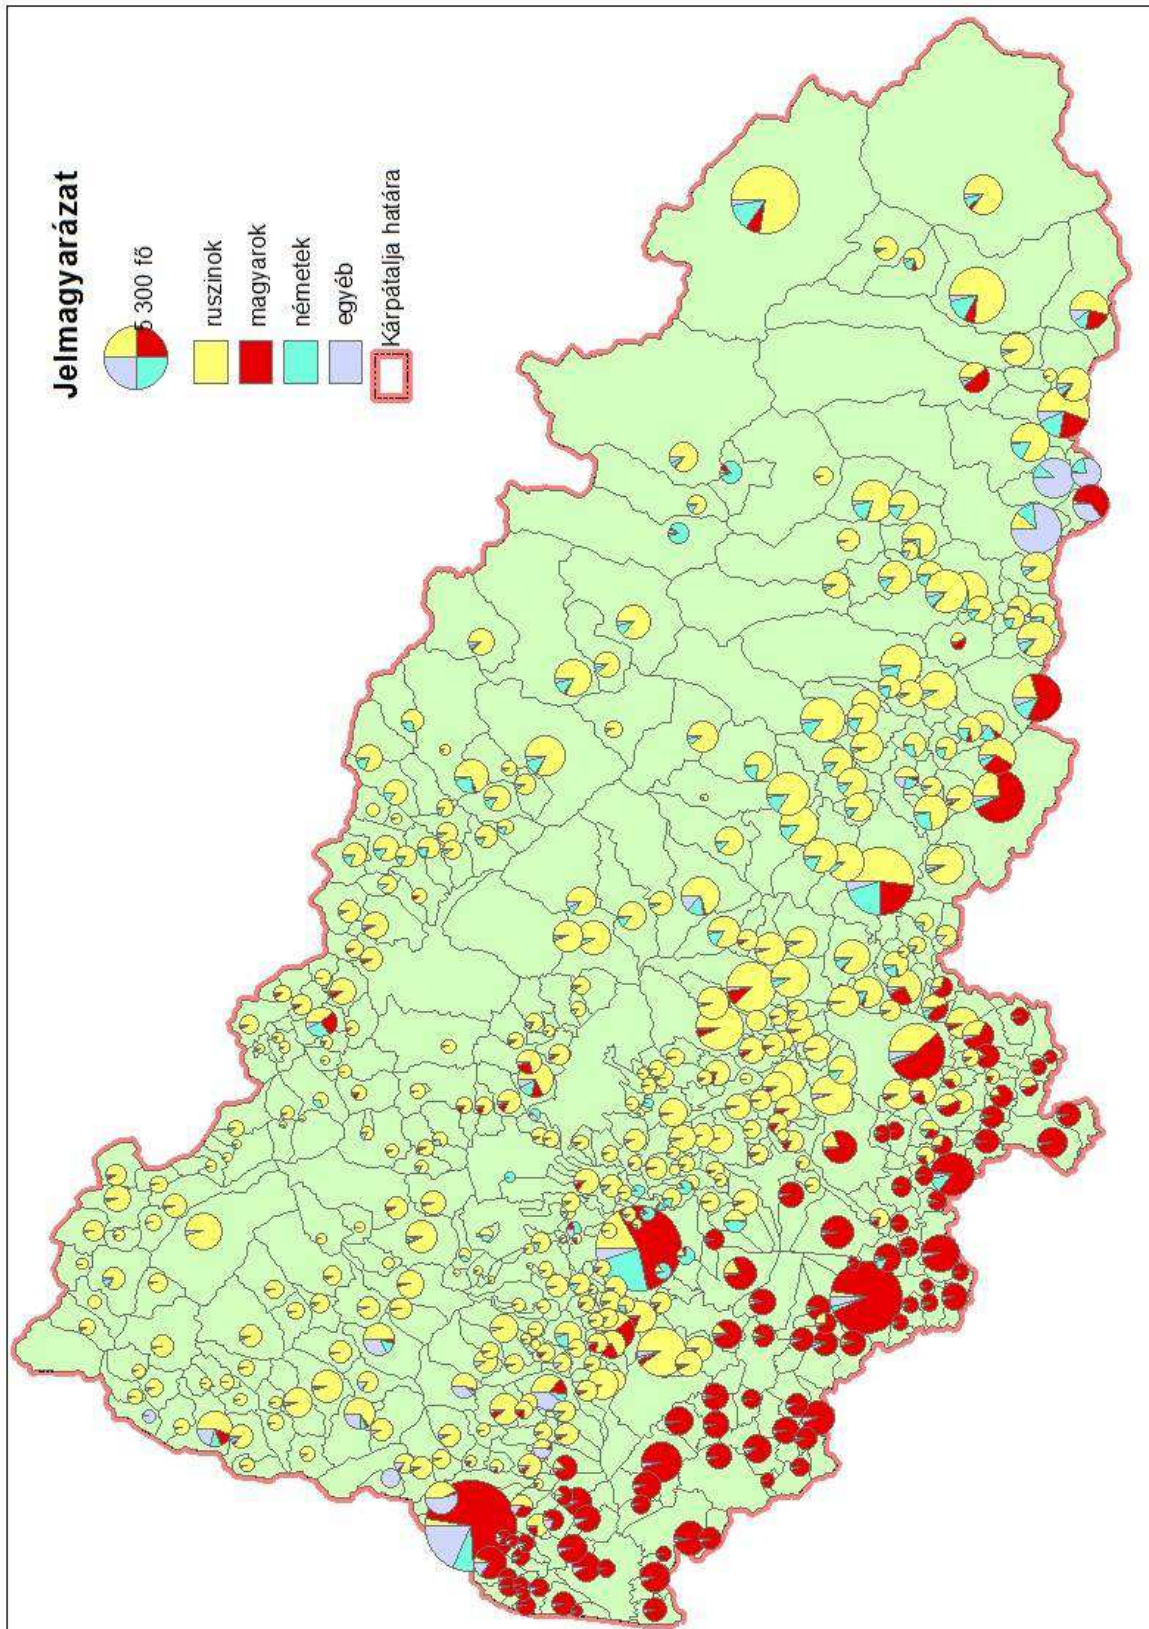 Jelmagyarázat
5 300 fő
ruszinok
magyarok
németek
egyéb
Kárpátalja határa